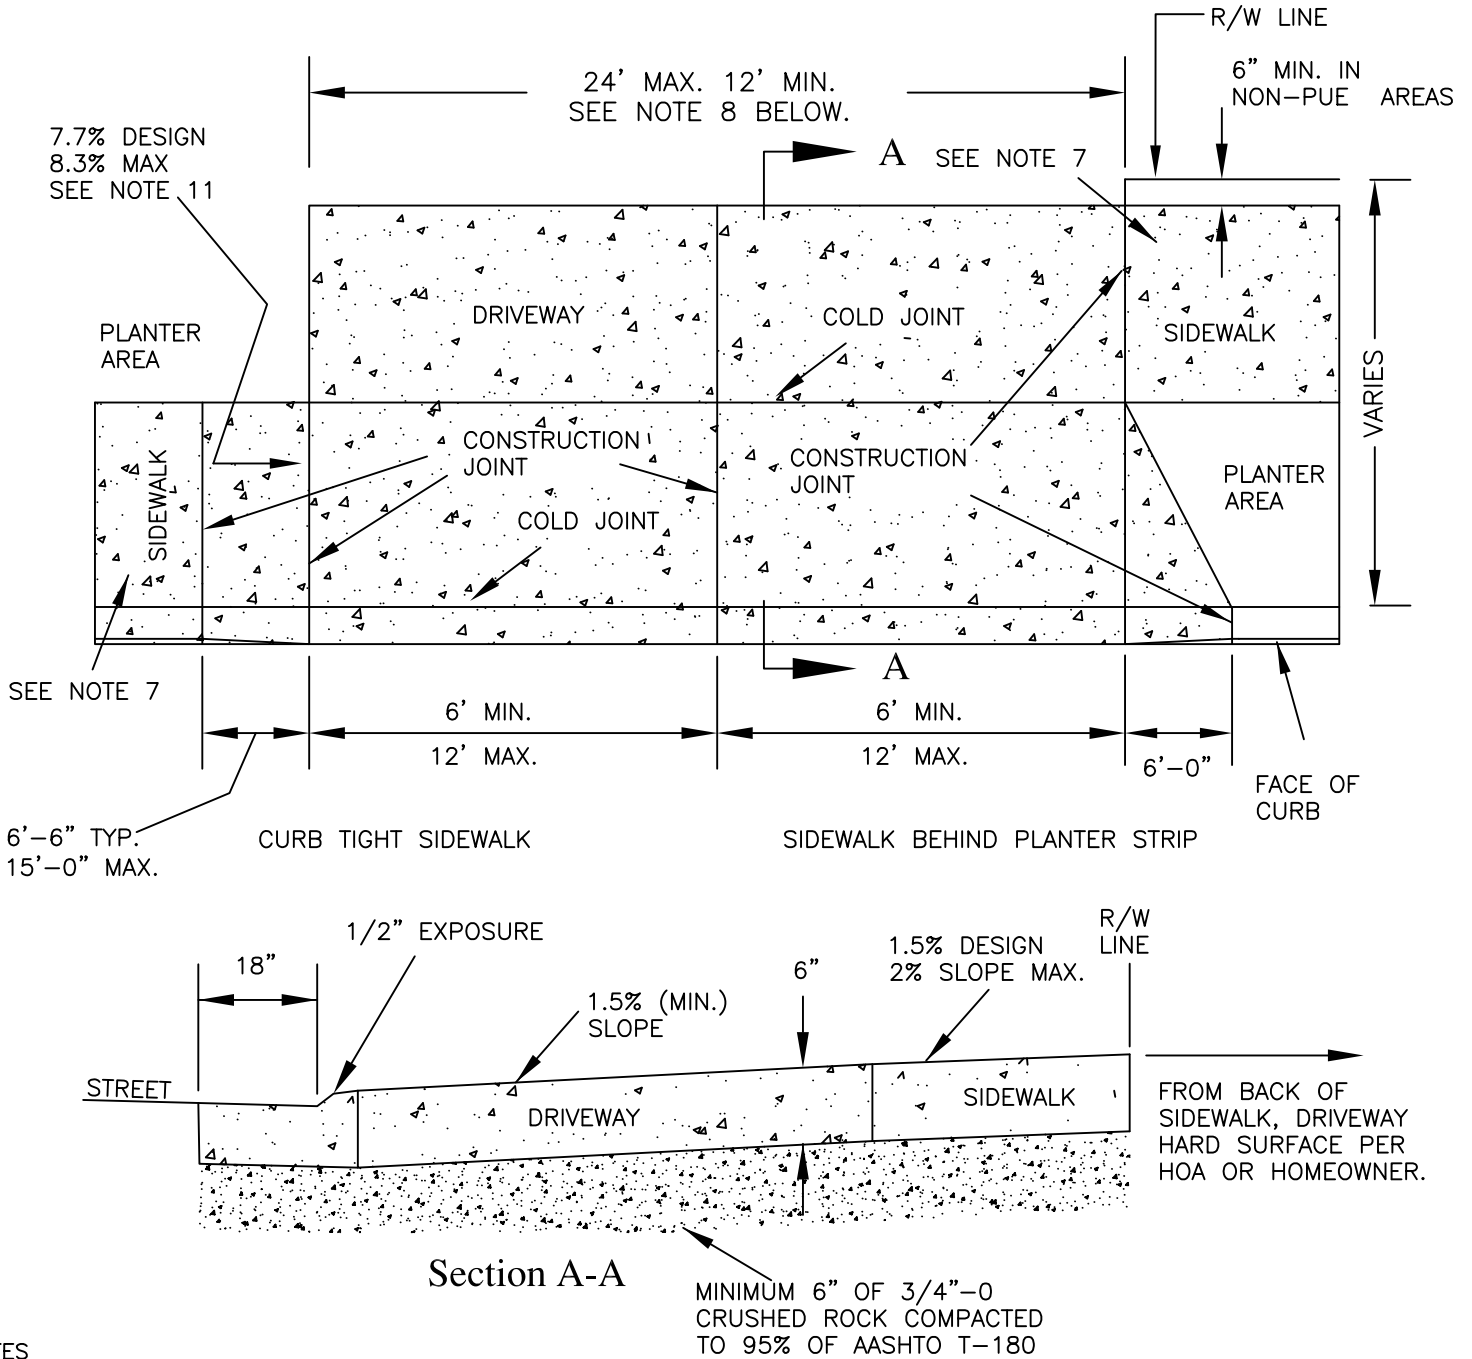 R/W LINE
24' MAX. 12' MIN.
SEE NOTE 8 BELOW.
6" MIN. IN
NON-PUE AREAS
7.7% DESIGN
8.3% MAX
SEE NOTE 11
A
SEE NOTE 7
DRIVEWAY
COLD JOINT
SIDEWALK
PLANTER
AREA
VARIES
SIDEWALK
CONSTRUCTION
JOINT
CONSTRUCTION
JOINT
PLANTER
AREA
COLD JOINT
A
SEE NOTE 7
6' MIN.
12' MAX.
6' MIN.
12' MAX.
6'-0"
FACE OF
CURB
6'-6" TYP.
15'-0" MAX.
CURB TIGHT SIDEWALK
SIDEWALK BEHIND PLANTER STRIP
1/2" EXPOSURE
18"
1.5% (MIN.)
SLOPE
6"
1.5% DESIGN
2% SLOPE MAX.
R/W
LINE
STREET
DRIVEWAY
SIDEWALK
FROM BACK OF
SIDEWALK, DRIVEWAY
HARD SURFACE PER
HOA OR HOMEOWNER.
Section A-A
MINIMUM 6" OF 3/4"-0
CRUSHED ROCK COMPACTED
TO 95% OF AASHTO T-180